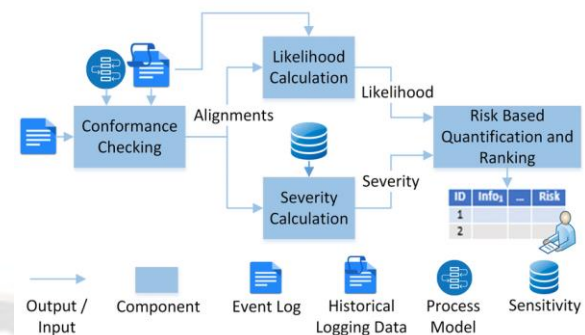 Likelihood
Calculation
Likelihood
Alignments
Conformance
Checking
Risk Based
Quantification and
Ranking
Severity
Severity
Calculation
ID Info1 ... Risk
1
2
Output /
Input
Component
Event Log
Historical
Logging Data
Process
Model
Sensitivity